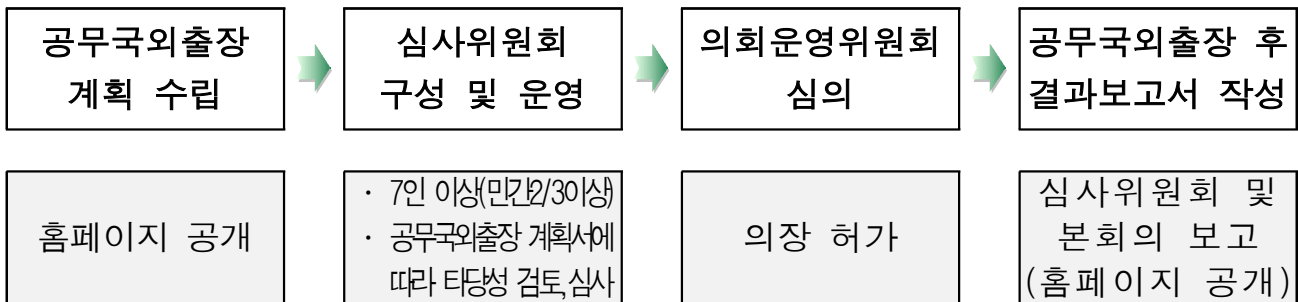 공무국외출장
계획 수립
심사위원회
구성 및 운영
의회운영위원회
심의
공무국외출장 후
결과보고서 작성
홈페이지 공개
· 7인 이상(민간2/3이상)
· 공무국외출장 계획서에
따라 타당성 검토,심사
의장 허가
심사위원회 및
본회의 보고
(홈페이지 공개)